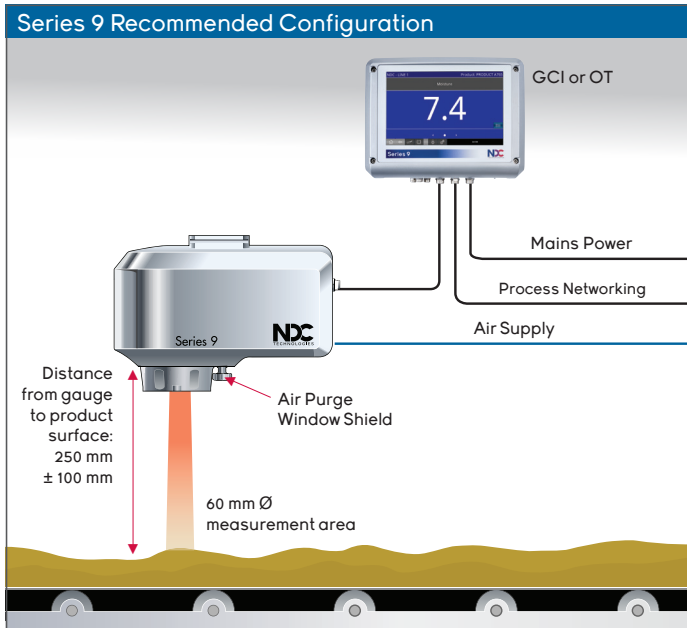 Series 9 Recommended Configuration
GCI or OT
Product: PRODUCT
7.4
Series 9
NDC
Mains Power
Process Networking
Air Supply
Series 9
NDC
TECHNOLOGIES
Distance
from gauge
to product
surface:
250 mm
± 100 mm
Air Purge
Window Shield
60 mm Ø
measurement area